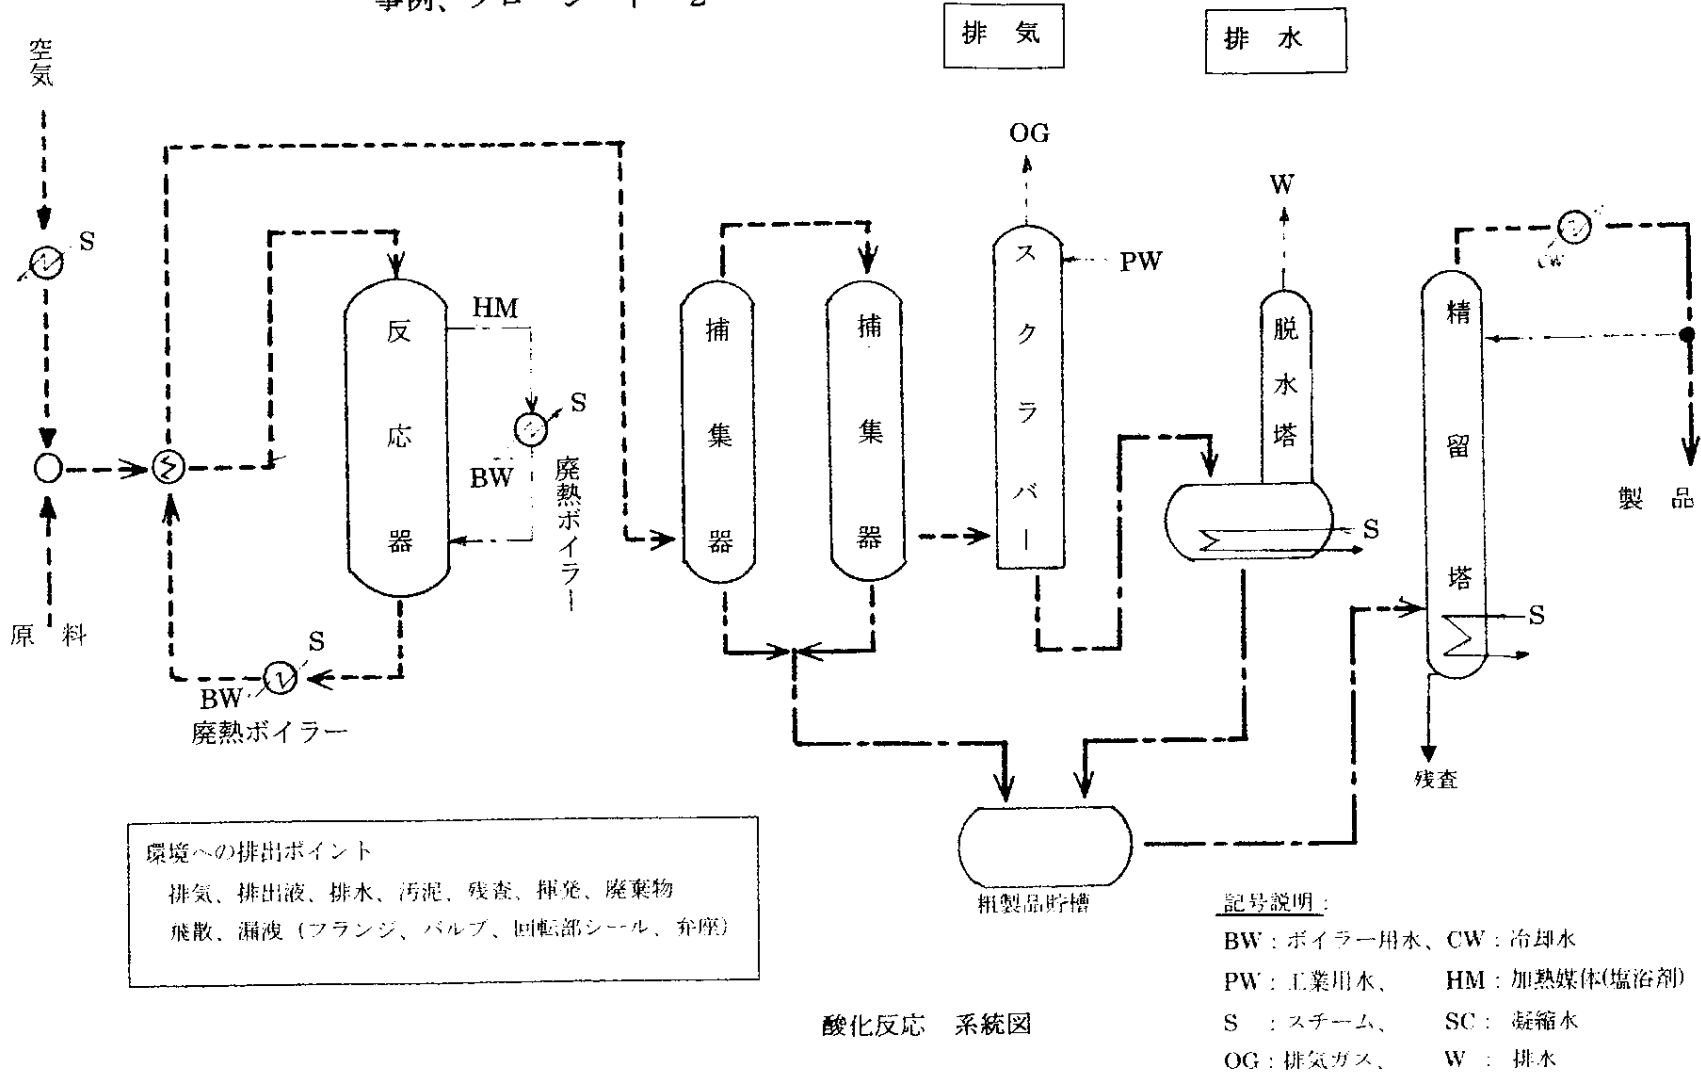 排 気
排 水
空気
OG
W
S
PW
CW
HM
反応器
捕集器
捕集器
スクラバー
脱水塔
精留塔
S
BW
廃熱ボイラー
S
製 品
原 料
S
BW
廃熱ボイラー
S
残査
粗製品貯槽
環境への排出ポイント
排気、排出液、排水、汚泥、残査、揮発、廃棄物
飛散、漏洩（フランジ、バルブ、回転部シール、弁座）
記号説明：
BW：ボイラー用水、CW：冷却水
PW：工業用水、 HM：加熱媒体(塩浴剤)
S ：スチーム、 SC：凝縮水
OG：排気ガス、 W ：排水
酸化反応 系統図